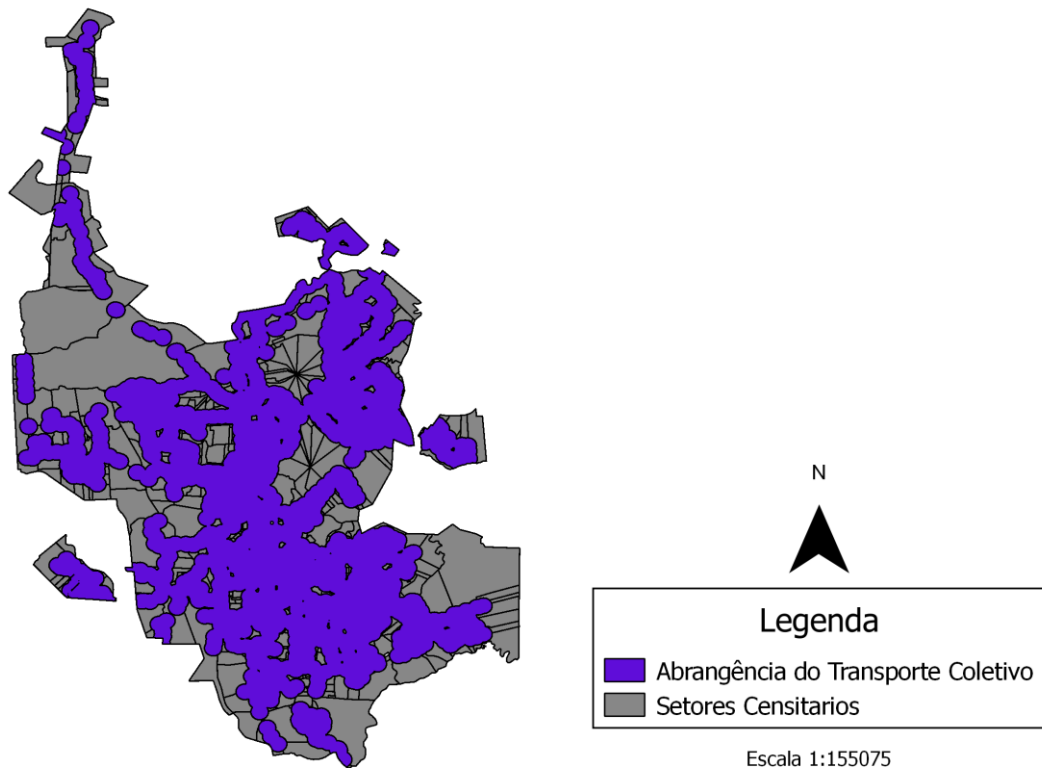 N
Legenda
Abrangência do Transporte Coletivo
Setores Censitarios
Escala 1:155075